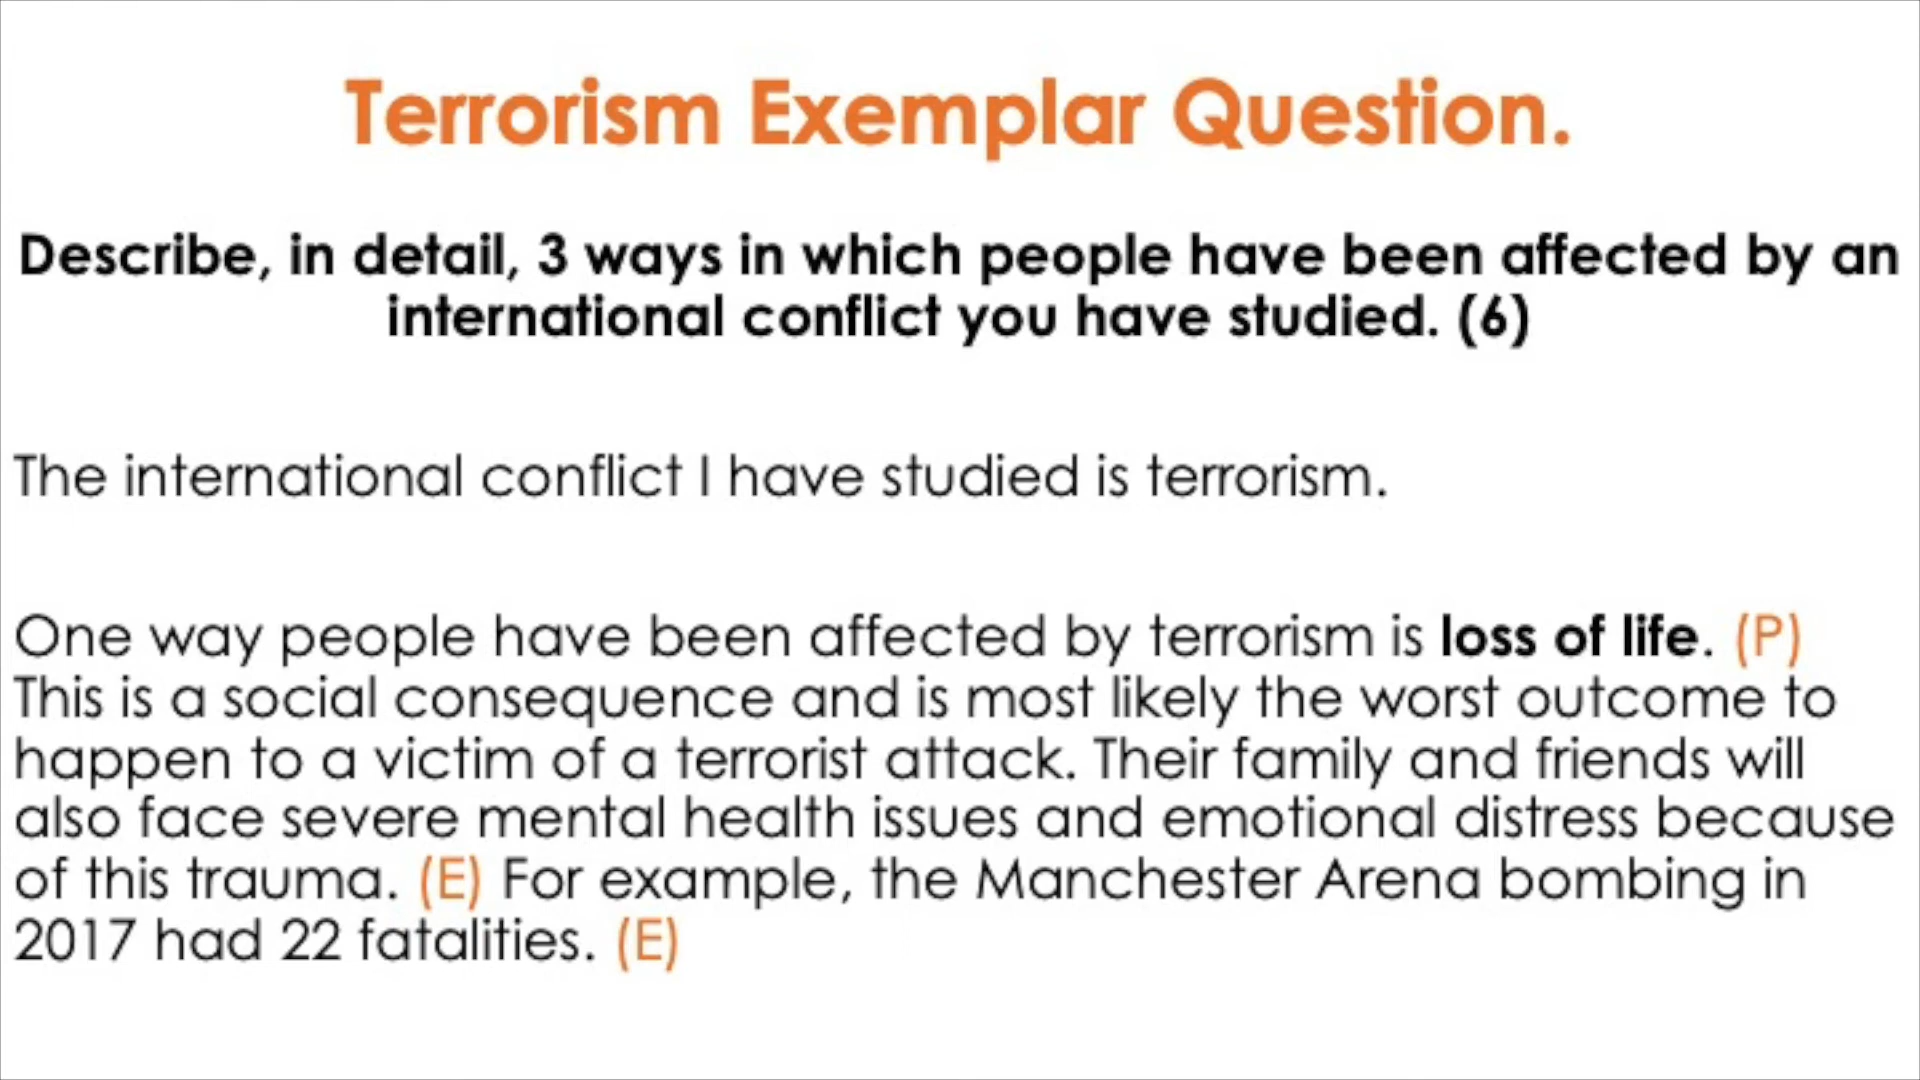 Terrorism Exemplar Question.
Describe, in detail, 3 ways in which people have been affected by an
international conflict you have studied. (6)
The international conflict I have studied is terrorism.
One way people have been affected by terrorism is loss of life. (P)
This is a social consequence and is most likely the worst outcome to
happen to a victim of a terrorist attack. Their family and friends will
also face severe mental health issues and emotional distress because
of this trauma. (E) For example, the Manchester Arena bombing in
2017 had 22 fatalities. (E)